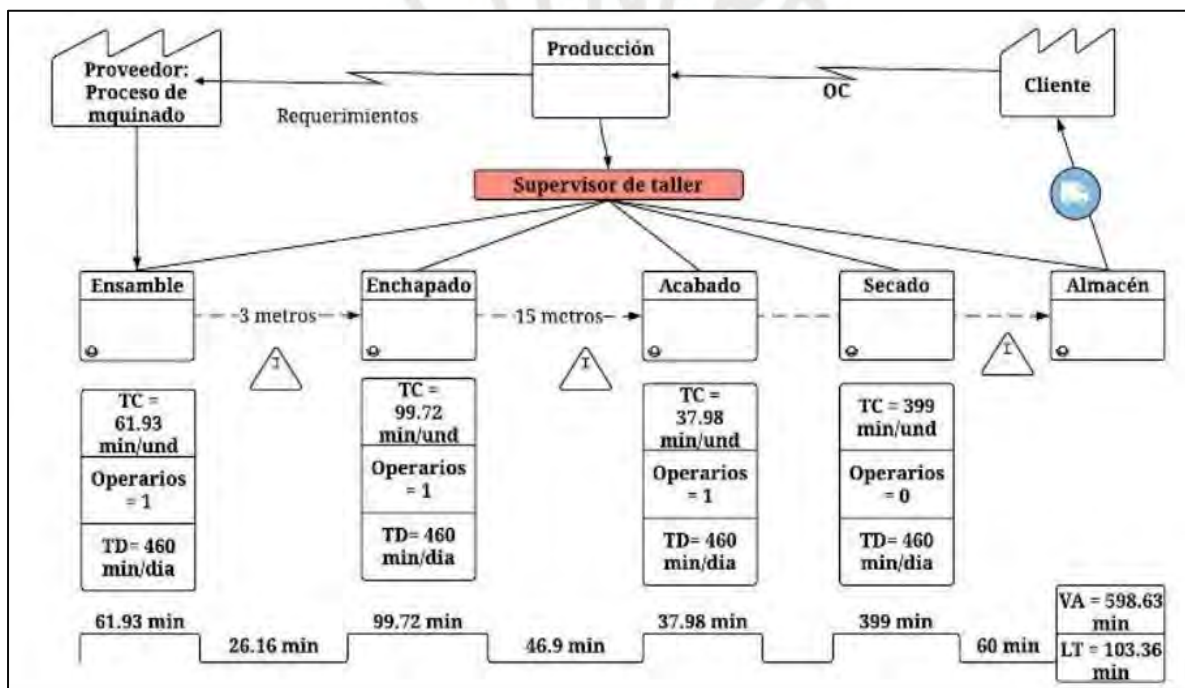 Proveedor:
Proceso de
mquinado
Requerimientos
Producción
OC
Cliente
Supervisor de taller
Ensamble
3 metros
Enchapado
15 metros
Acabado
Secado
Almacén
I
I
I
TC =
61.93
min/und
Operarios
= 1
TD= 460
min/dia
TC =
99.72
min/und
Operarios
= 1
TD= 460
min/dia
TC =
37.98
min/und
Operarios
= 1
TD= 460
min/dia
TC = 399
min/und
Operarios
= 0
TD= 460
min/dia
61.93 min
26.16 min
99.72 min
46.9 min
37.98 min
399 min
60 min
VA = 598.63
min
LT = 103.36
min